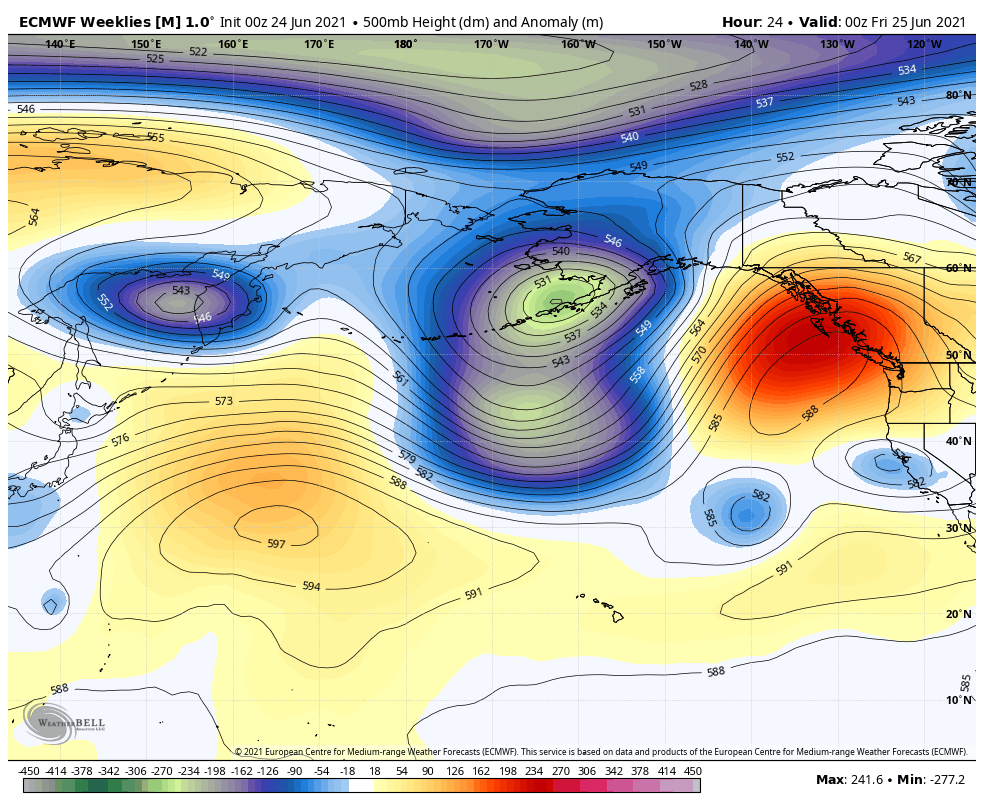 ECMWF Weeklies [M] 1.0° Init 00z 24 Jun 2021 • 500mb Height (dm) and Anomaly (m)
Hour: 24 • Valid: 00z Fri 25 Jun 2021
140°E 150°E 160°E 170°E 180° 170°W 160°W 150°W 140°W 130°W 120°W
522
525
534
528
80°N
546
537
543
531
555
540
552
549
70°N
564
546
567
540
60°N
549
543
531
552
534
546
549
564
537
50°N
543
570
558
561
573
588
585
576
40°N
579
582
582
588
582
585
30°N
597
594
591
591
20°N
588
585
588
10°N
WEATHERBELL
ANALYTICS LLC
© 2021 European Centre for Medium-range Weather Forecasts (ECMWF). This service is based on data and products of the European Centre for Medium-range Weather Forecasts (ECMWF).
-450 -414 -378 -342 -306 -270 -234 -198 -162 -126 -90 -54 -18 18 54 90 126 162 198 234 270 306 342 378 414 450
Max: 241.6 • Min: -277.2